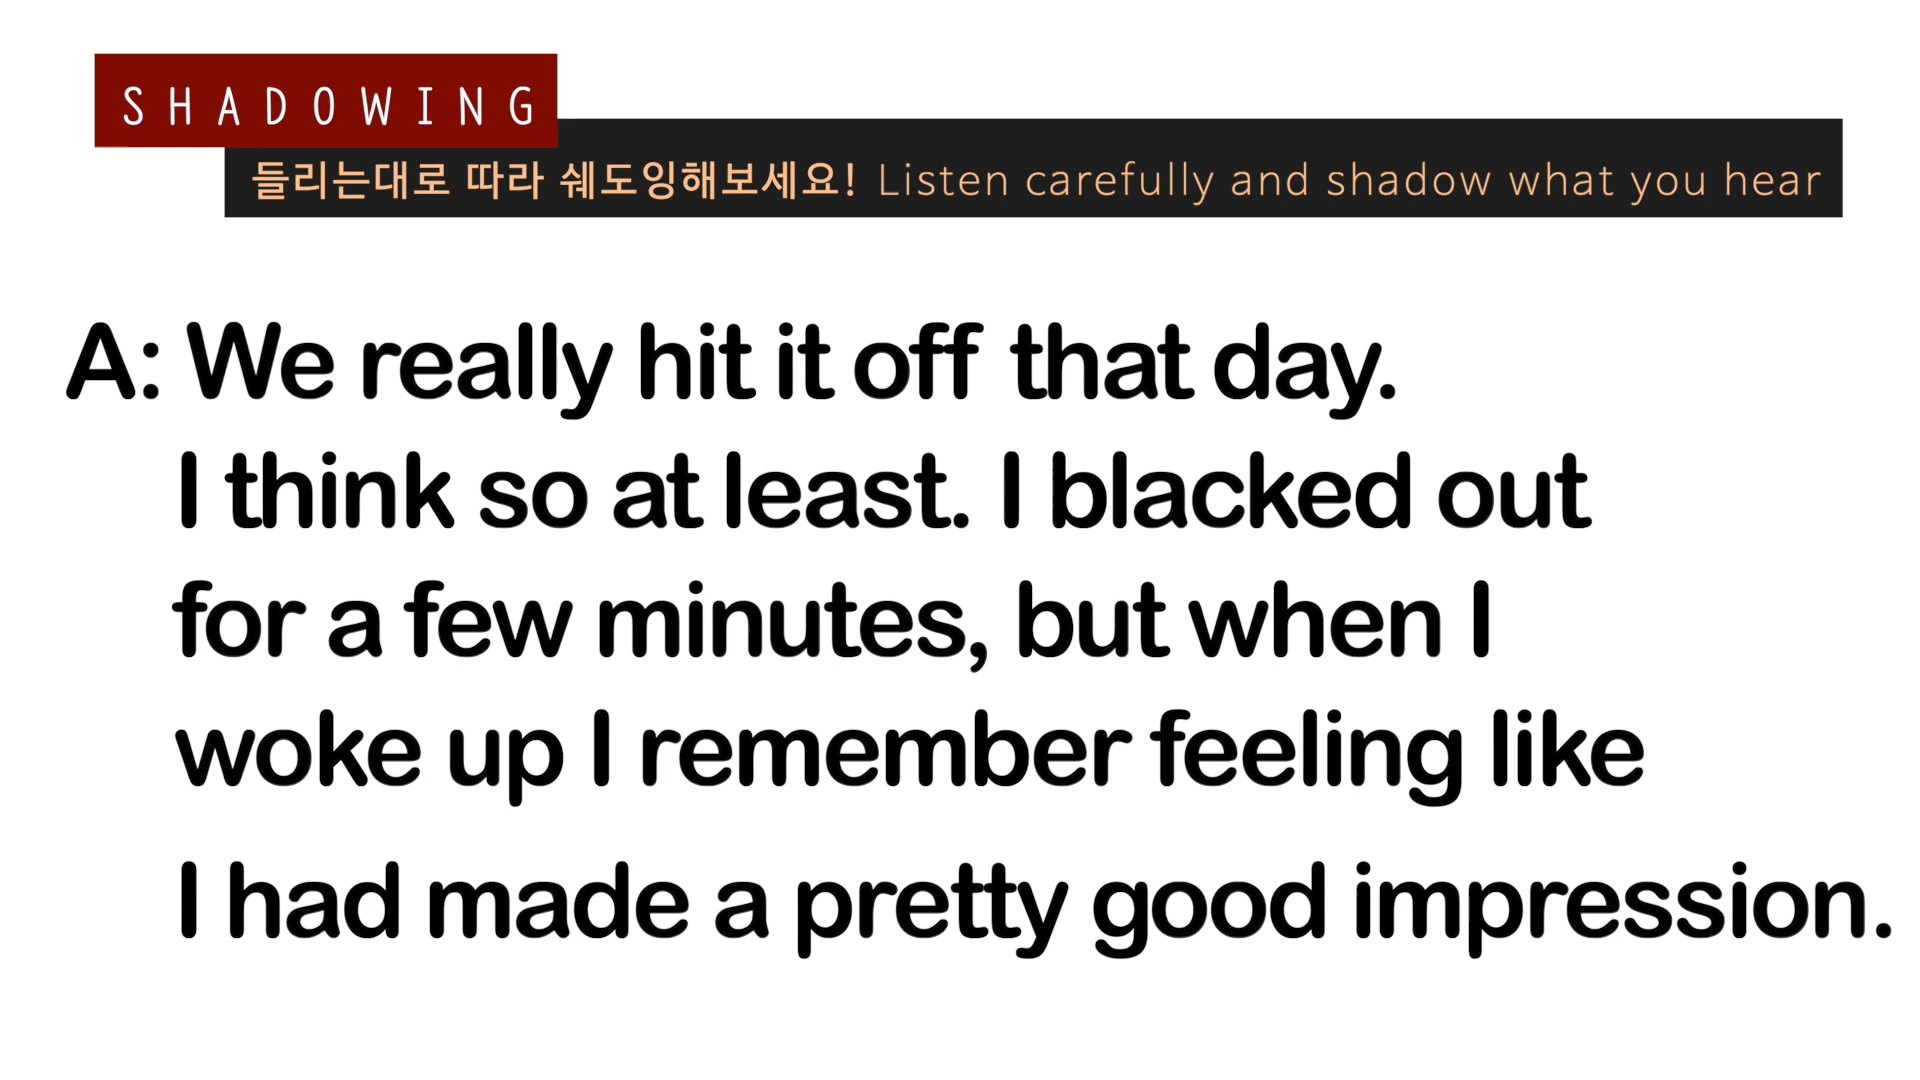 SHADOWING
들리는대로 따라 쉐도잉해보세요! Listen carefully and shadow what you hear
A: We really hit it off that day.
I think so at least. I blacked out
for a few minutes, but when I
woke up I remember feeling like
I had made a pretty good impression.